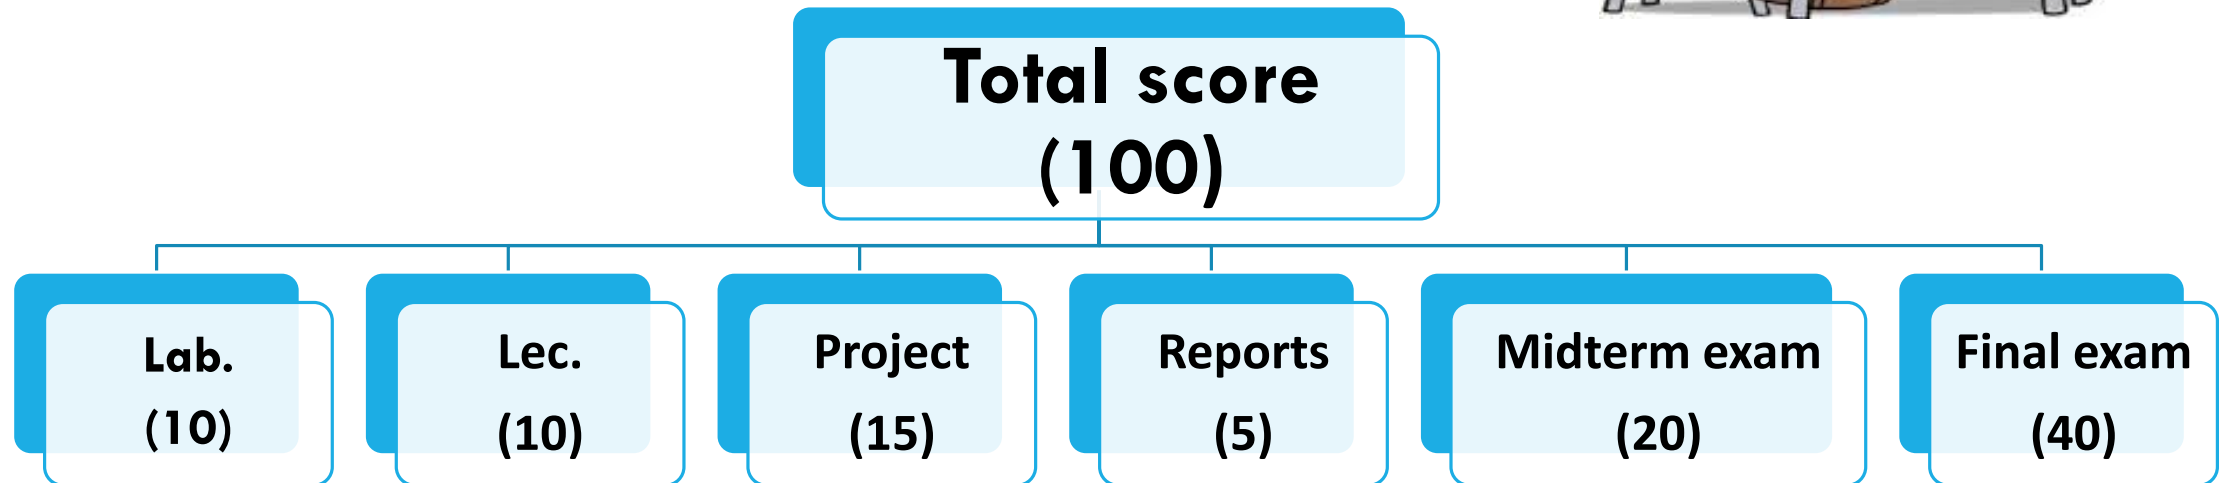 Total score
(100)
Lab.
(10)
Lec.
(10)
Project
(15)
Reports
(5)
Midterm exam
(20)
Final exam
(40)